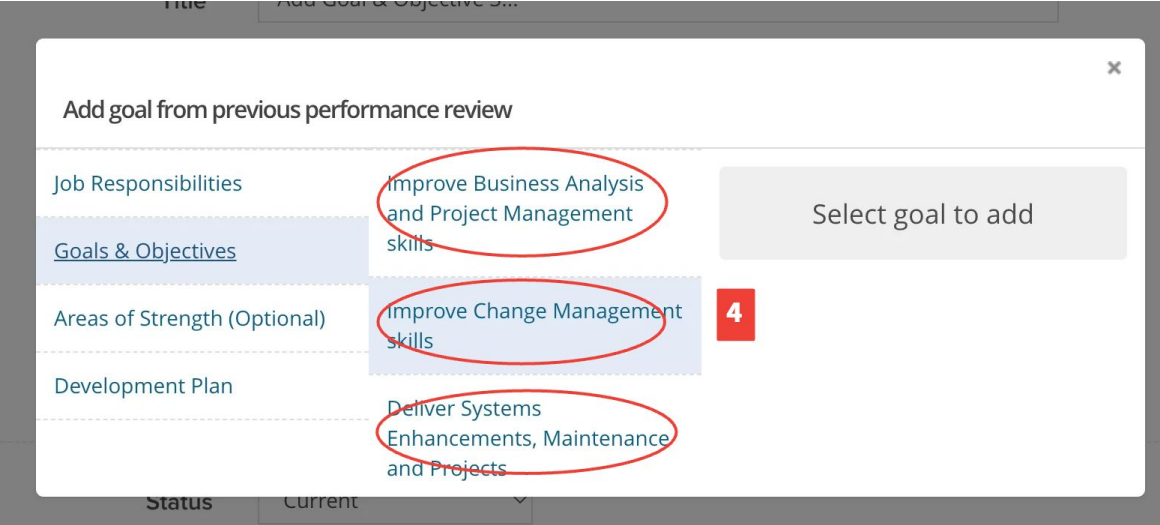 Title
Add Goal & Objective S...
×
Add goal from previous performance review
Job Responsibilities
Goals & Objectives
Areas of Strength (Optional)
Development Plan
Improve Business Analysis
and Project Management
skills
Improve Change Management
skills
Deliver Systems
Enhancements, Maintenance
and Projects
Select goal to add
4
Status
Current